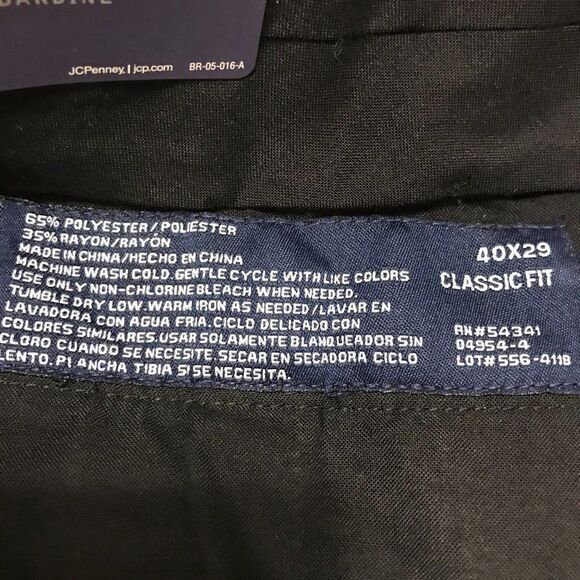 JCPenney | jcp.com BR-05-016-A
65% POLYESTER/POLIESTER
35% RAYON/RAYÓN
MADE IN CHINA/HECHO EN CHINA
MACHINE WASH COLD. GENTLE CYCLE WITH LIKE COLORS
USE ONLY NON-CHLORINE BLEACH WHEN NEEDED.
TUMBLE DRY LOW. WARM IRON AS NEEDED/LAVAR EN
LAVADORA CON AGUA FRIA. CICLO DELICADO CON
COLORES SIMILARES. USAR SOLAMENTE BLANQUEADOR SIN
CLORO CUANDO SE NECESITE. SECAR EN SECADORA CICLO
LENTO. PLANCHA TIBIA SI SE NECESITA.
40X29
CLASSIC FIT
RN#54341
04954-4
LOT# 556-411B